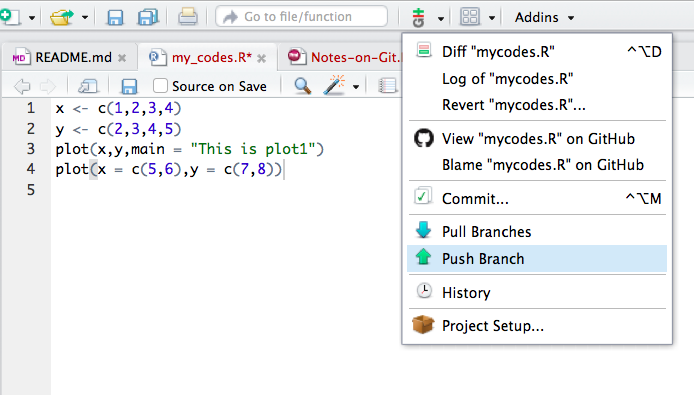 Go to file/function
Addins
README.md
my_codes.R*
Notes-on-Git.
Source on Save
1 x <- c(1,2,3,4)
2 y <- c(2,3,4,5)
3 plot(x,y,main = "This is plot1")
4 plot(x = c(5,6),y = c(7,8))
5
Diff "mycodes.R" ^⌥D
Log of "mycodes.R"
Revert "mycodes.R"...
View "mycodes.R" on GitHub
Blame "mycodes.R" on GitHub
Commit... ^⌥M
Pull Branches
Push Branch
History
Project Setup...